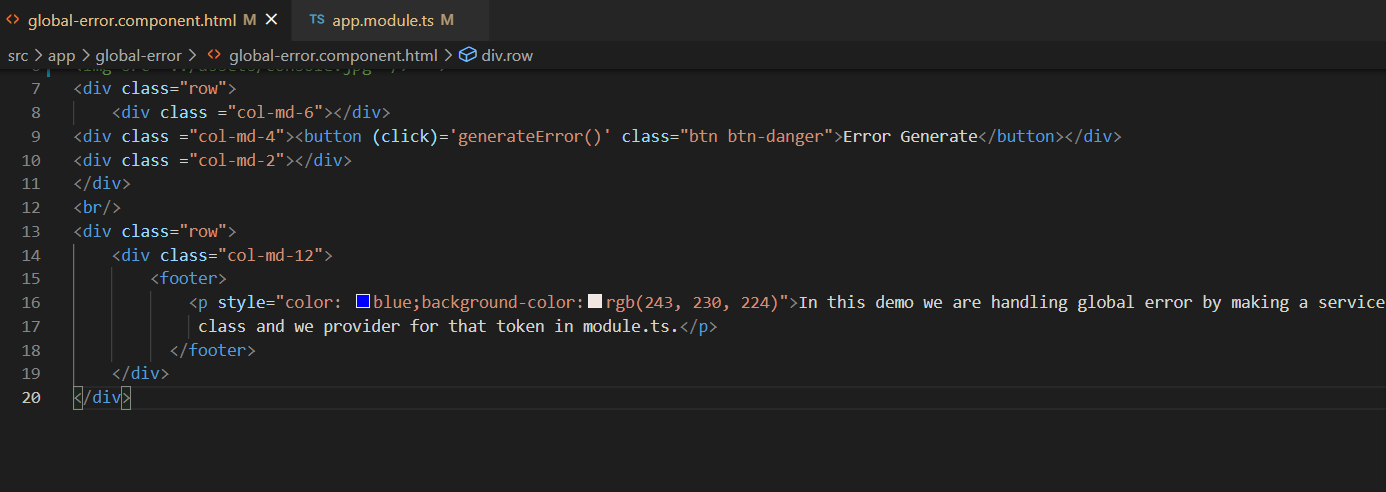 <> global-error.component.html M ✕ TS app.module.ts M
src > app > global-error > <> global-error.component.html > div.row
7 <div class="row">
8 <div class ="col-md-6"></div>
9 <div class ="col-md-4"><button (click)='generateError()' class="btn btn-danger">Error Generate</button></div>
10 <div class ="col-md-2"></div>
11 </div>
12 <br/>
13 <div class="row">
14 <div class="col-md-12">
15 <footer>
16 <p style="color: blue;background-color:rgb(243, 230, 224)">In this demo we are handling global error by making a service
17 class and we provider for that token in module.ts.</p>
18 </footer>
19 </div>
20 </div>